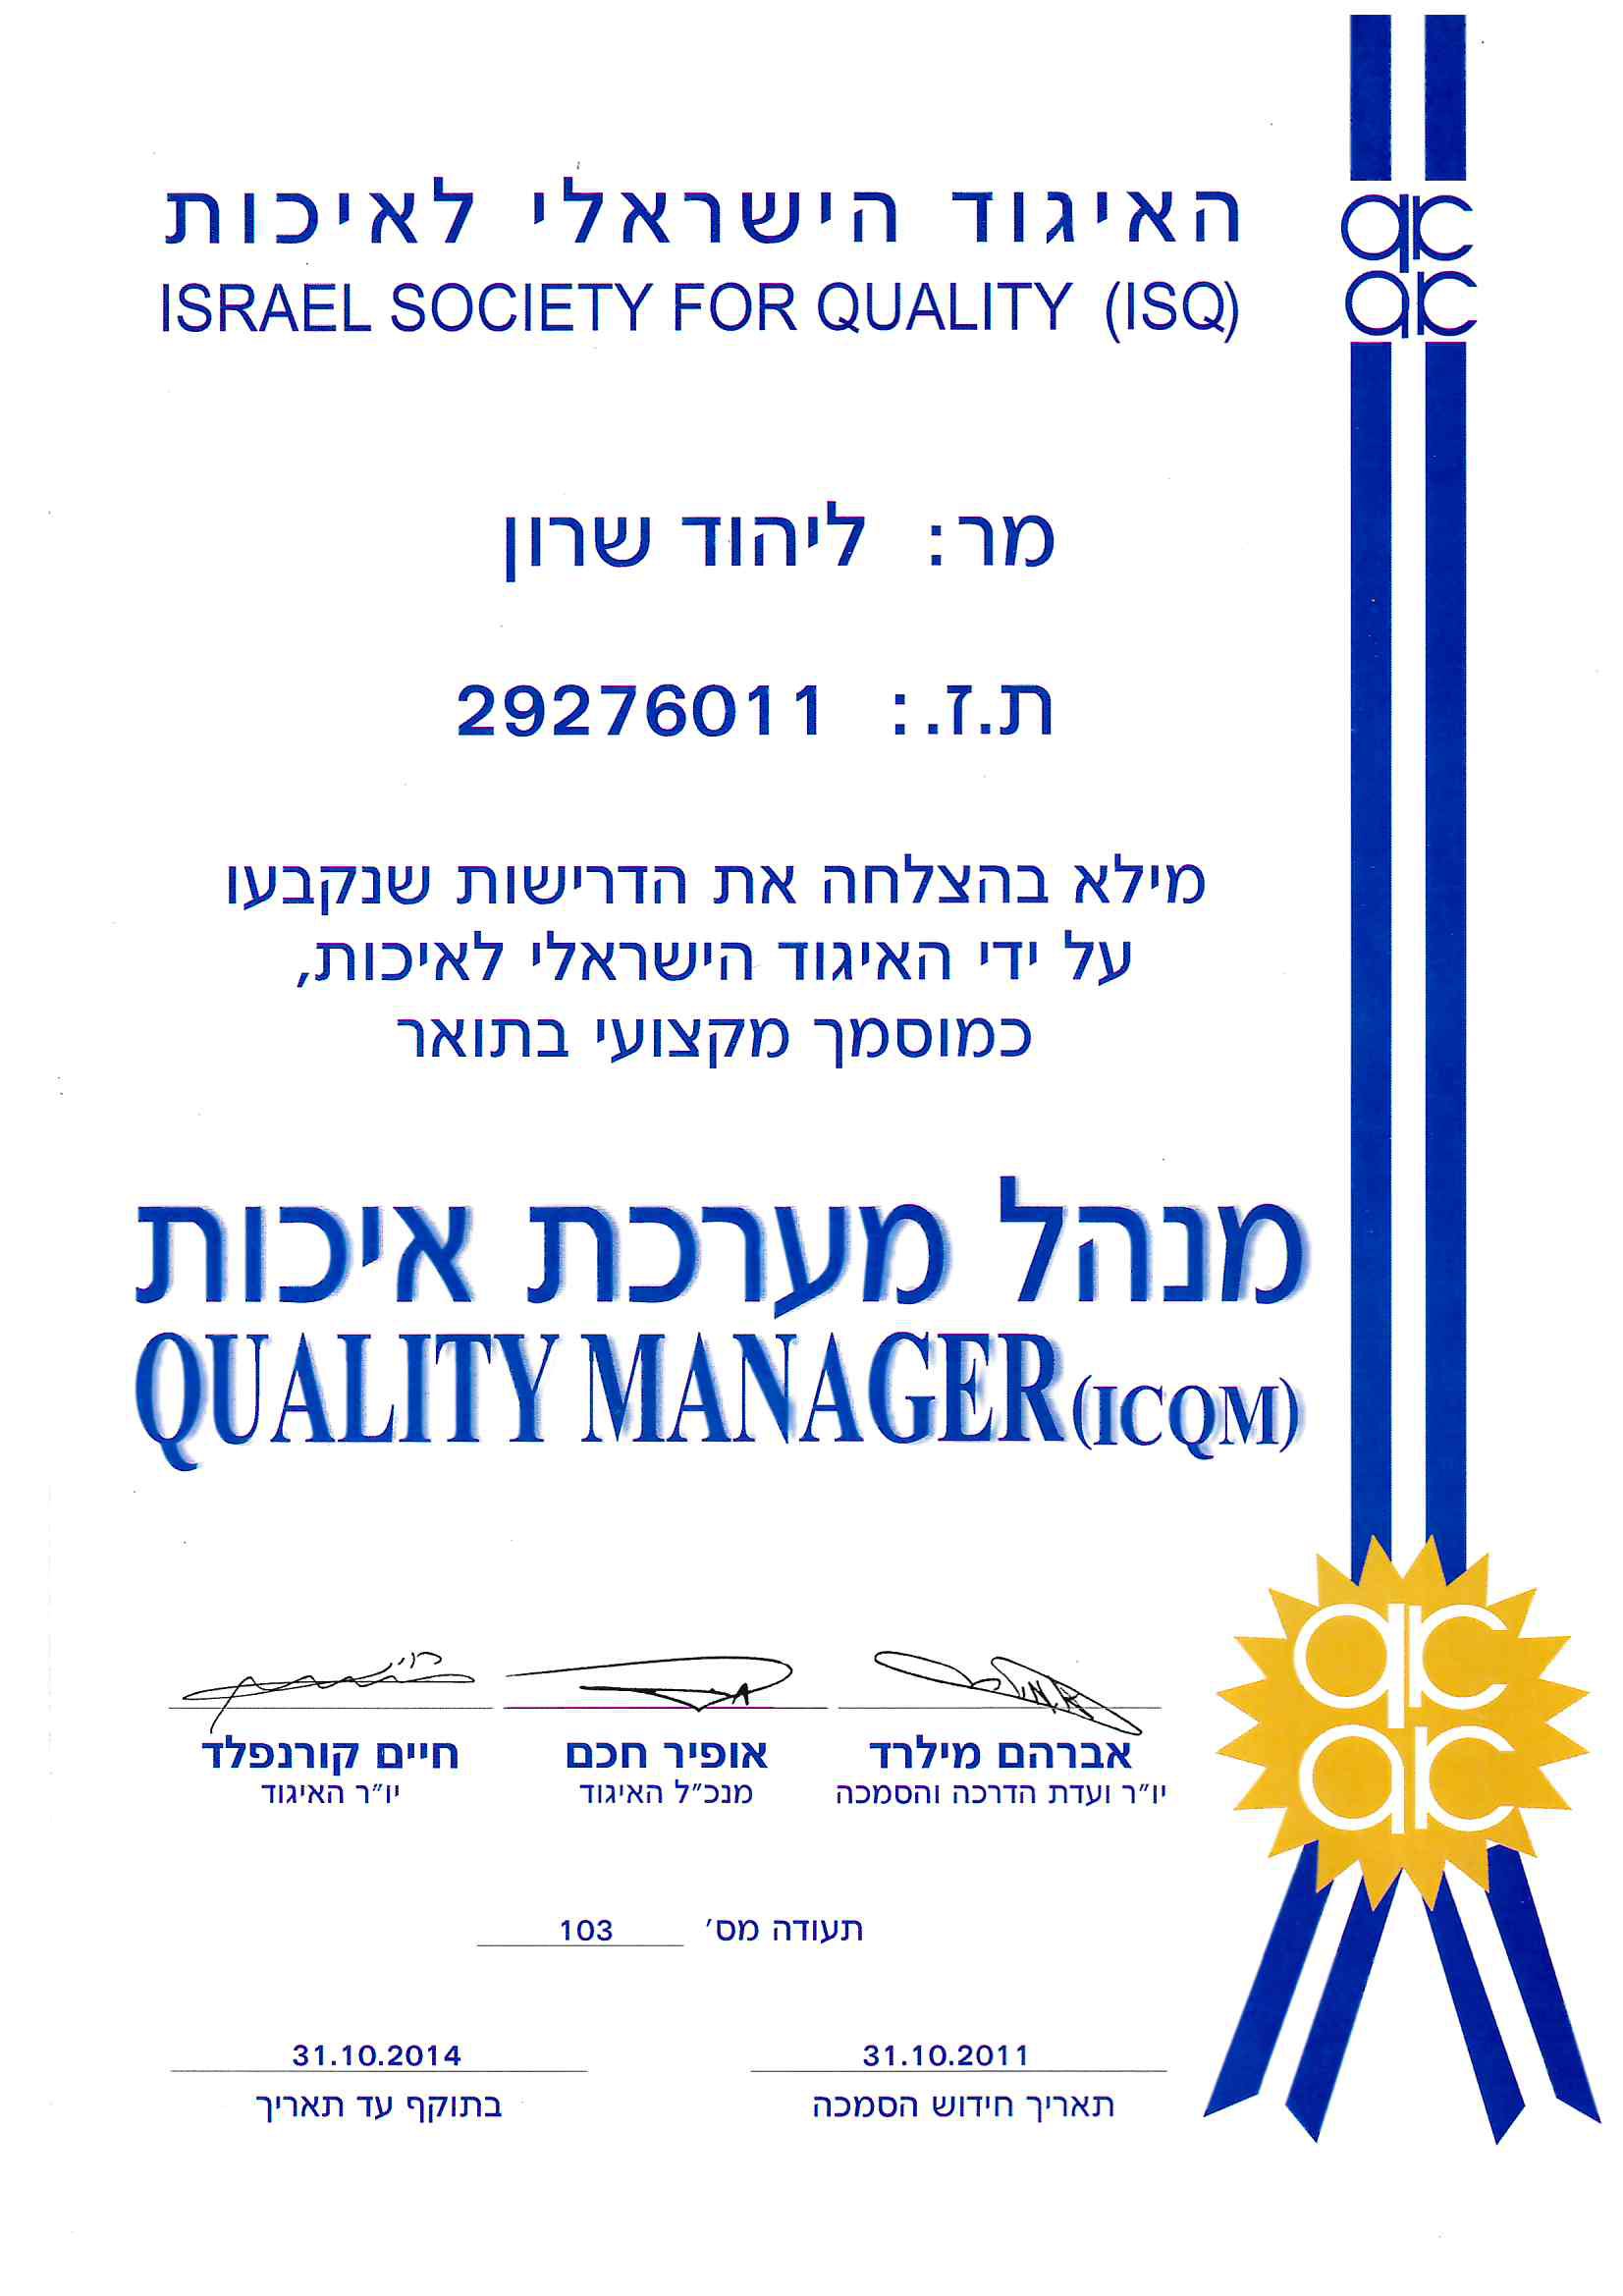 האיגוד הישראלי לאיכות
ISRAEL SOCIETY FOR QUALITY (ISQ)
מר: ליהוד שרון
ת.ז.: 29276011
מילא בהצלחה את הדרישות שנקבעו
על ידי האיגוד הישראלי לאיכות,
כמוסמך מקצועי בתואר
מנהל מערכת איכות
QUALITY MANAGER (ICQM)
אברהם מילרד אופיר חכם חיים קורנפלד
יו״ר ועדת הדרכה והסמכה מנכ״ל האיגוד יו״ר האיגוד
תעודה מס׳ 103
31.10.2011 31.10.2014
תאריך חידוש הסמכה בתוקף עד תאריך